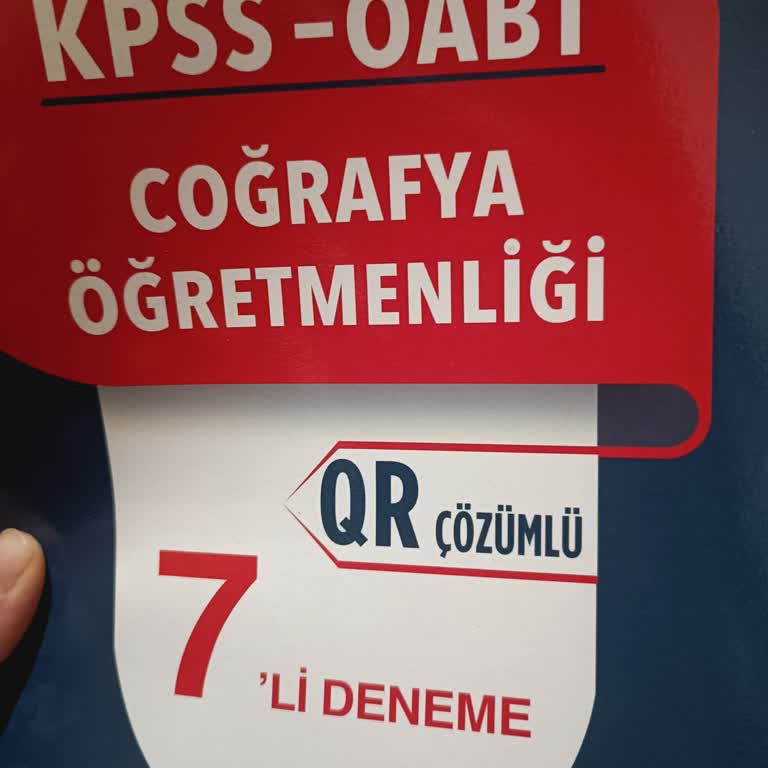 KPSS-ÖABT
COĞRAFYA
ÖĞRETMENLİĞİ
QR ÇÖZÜMLÜ
7'Lİ DENEME